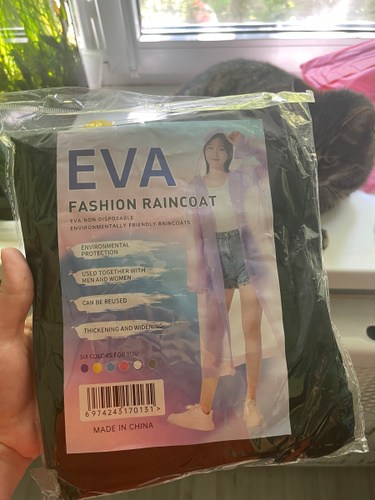 EVA
FASHION RAINCOAT
EVA NON DISPOSABLE
ENVIRONMENTALLY FRIENDLY RAINCOATS
ENVIRONMENTAL
PROTECTION
USED TOGETHER WITH
MEN AND WOMEN
CAN BE REUSED
THICKENING AND WIDENING
SIX COLORS FOR YOU
6974243170131>
MADE IN CHINA